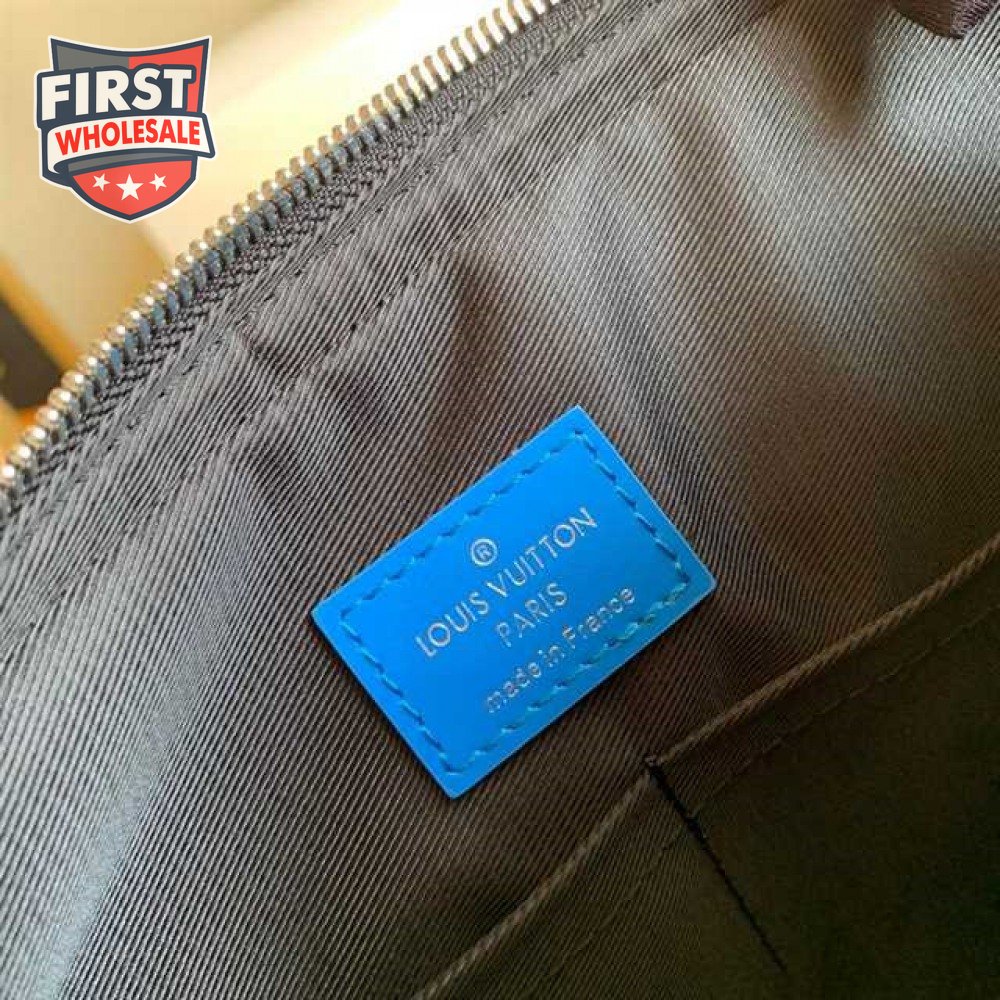 FIRST
WHOLESALE
®
LOUIS VUITTON
PARIS
made in France